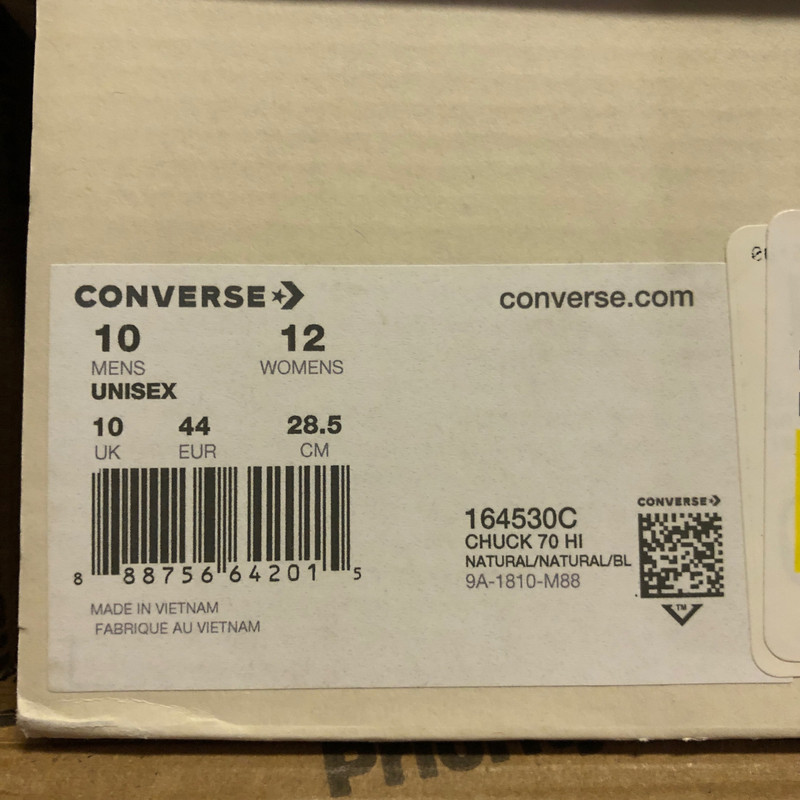 CONVERSE
converse.com
10 12
MENS WOMENS
UNISEX
10 44 28.5
UK EUR CM
8 88756 64201 5
MADE IN VIETNAM
FABRIQUE AU VIETNAM
164530C
CHUCK 70 HI
NATURAL/NATURAL/BL
9A-1810-M88
CONVERSE
TM